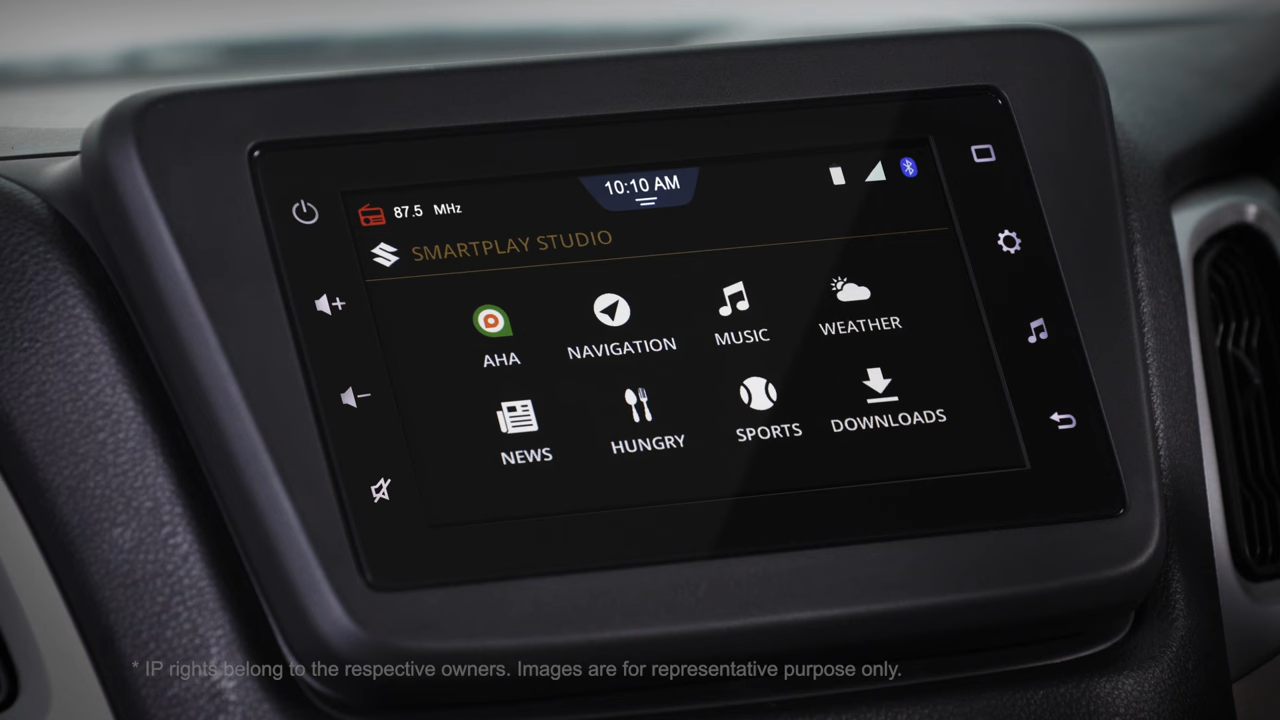 10:10 AM
87.5 MHz
SMARTPLAY STUDIO
AHA
NAVIGATION
MUSIC
WEATHER
NEWS
HUNGRY
SPORTS
DOWNLOADS
* IP rights belong to the respective owners. Images are for representative purpose only.